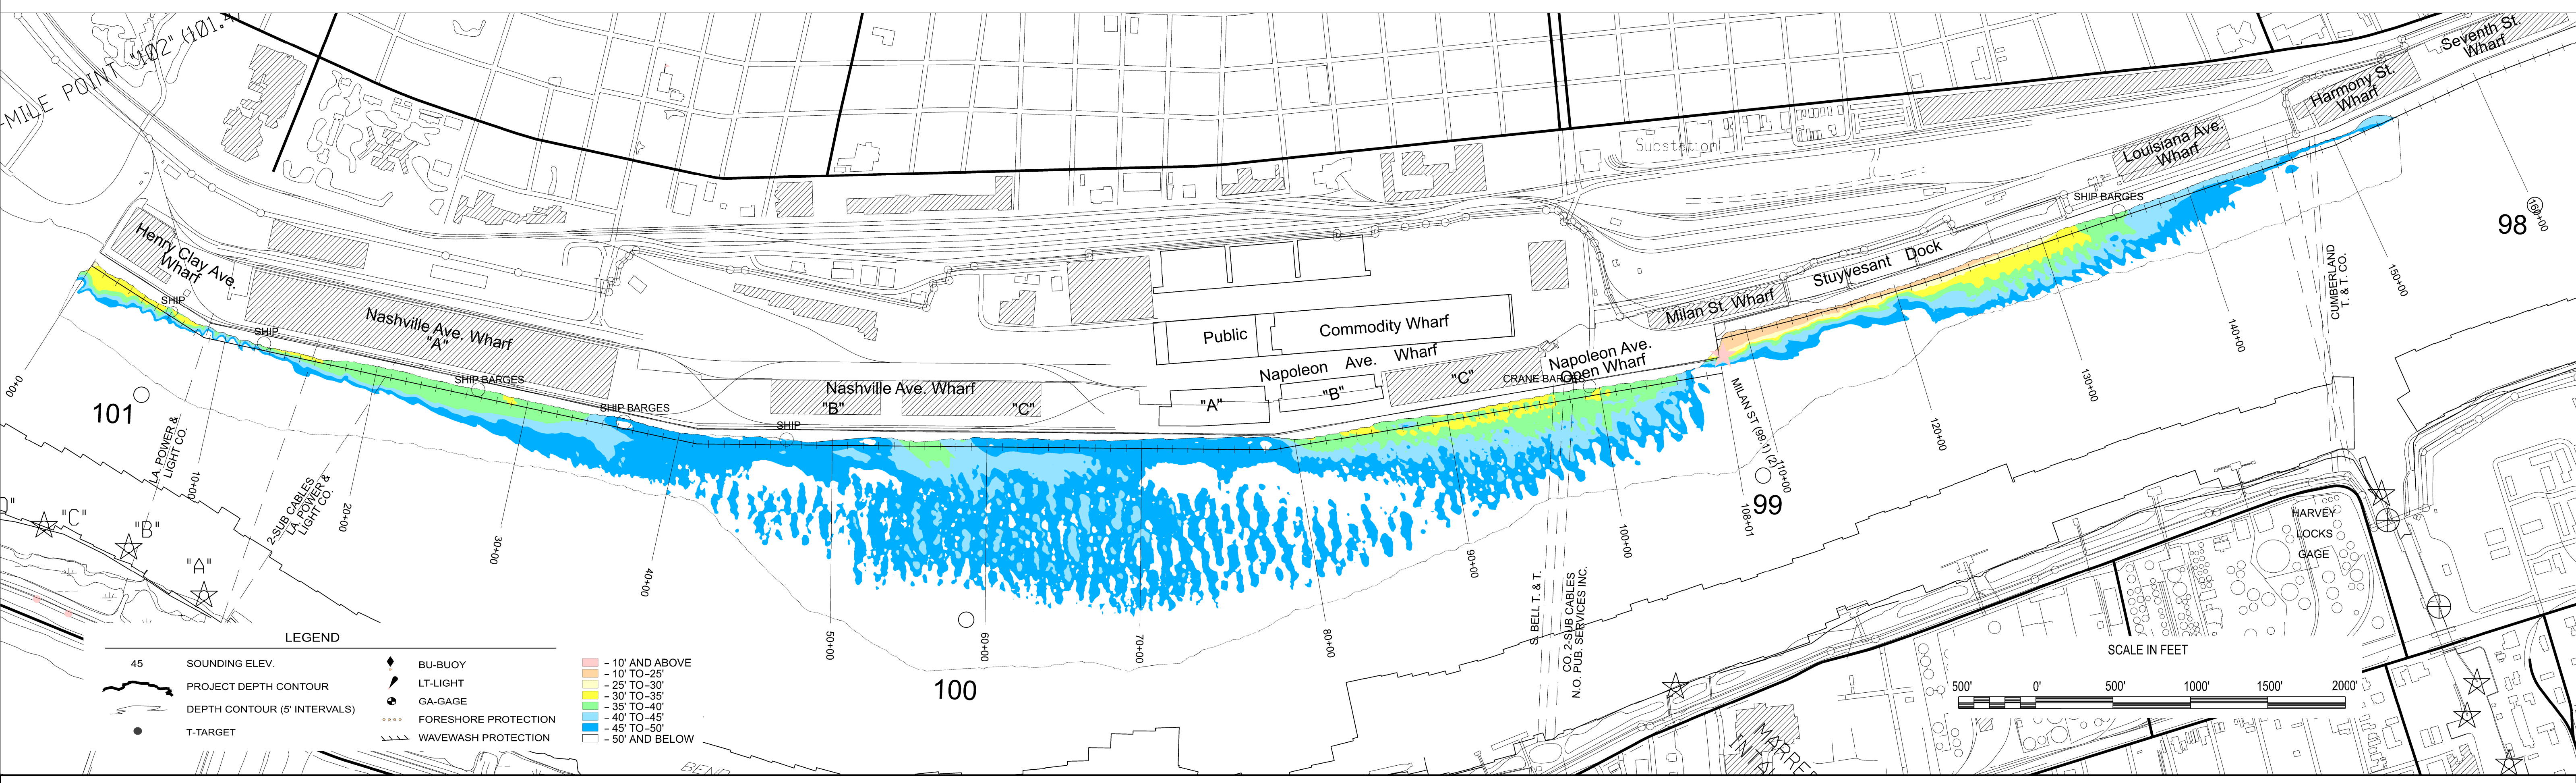 -MILE POINT "102" (101.4)
Seventh St.
Wharf
Harmony St.
Wharf
Louisiana Ave.
Wharf
Substation
SHIP BARGES
Stuyvesant Dock
Milan St. Wharf
98
160+00
Henry Clay Ave.
Wharf
SHIP
SHIP
Nashville Ave. Wharf
"A"
SHIP BARGES
SHIP BARGES
SHIP
Nashville Ave. Wharf
"B"
"C"
Public
Commodity Wharf
Napoleon Ave. Wharf
"A"
"B"
"C"
Napoleon Ave.
Open Wharf
CRANE BARGES
CUMBERLAND
T. & T. CO.
150+00
140+00
130+00
120+00
MILAN ST (99.1) (2)
110+00
108+01
99
100+00
90+00
80+00
70+00
60+00
50+00
40+00
30+00
20+00
10+00
00+0
101
100
LA. POWER &
LIGHT CO.
2-SUB CABLES
LA. POWER &
LIGHT CO.
S. BELL T. & T.
CO. 2-SUB CABLES
N.O. PUB. SERVICES INC.
"C"
"B"
"A"
HARVEY
LOCKS
GAGE
LEGEND
45 SOUNDING ELEV.
PROJECT DEPTH CONTOUR
DEPTH CONTOUR (5' INTERVALS)
T-TARGET
BU-BUOY
LT-LIGHT
GA-GAGE
FORESHORE PROTECTION
WAVEWASH PROTECTION
– 10' AND ABOVE
– 10' TO–25'
– 25' TO–30'
– 30' TO–35'
– 35' TO–40'
– 40' TO–45'
– 45' TO–50'
– 50' AND BELOW
SCALE IN FEET
500' 0' 500' 1000' 1500' 2000'